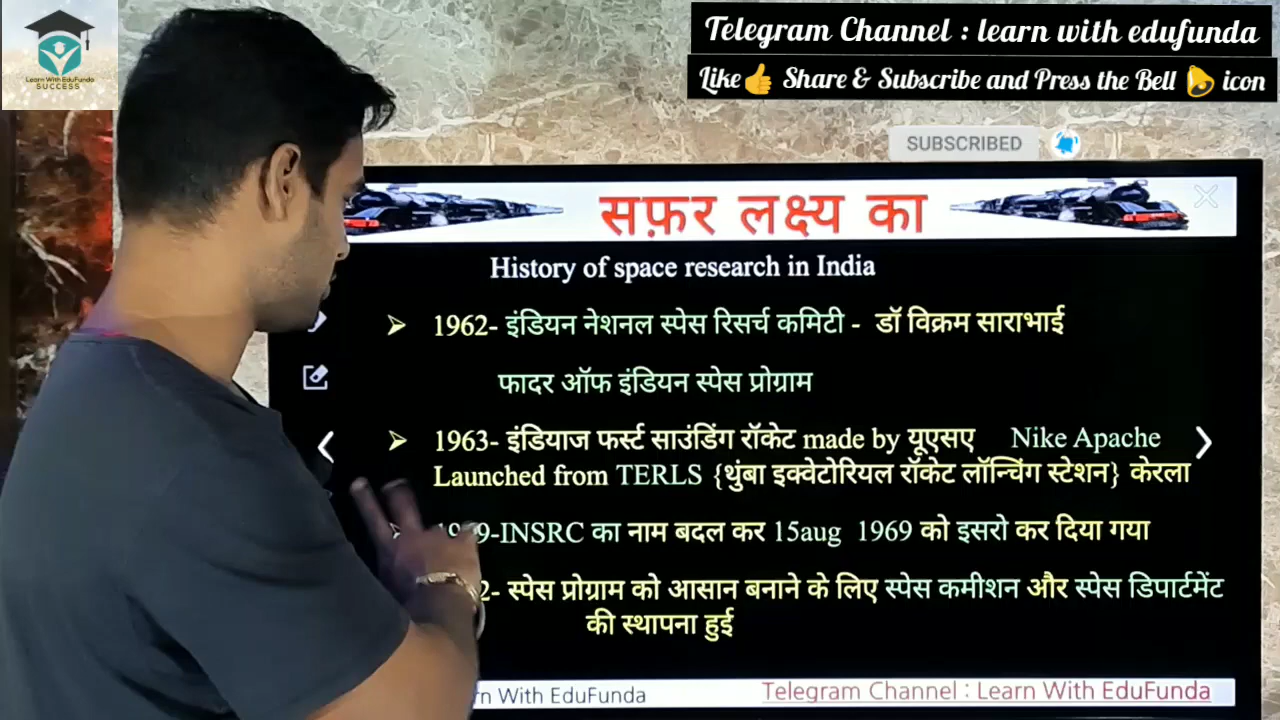 Telegram Channel : learn with edufunda
Like👍 Share & Subscribe and Press the Bell 🔔 icon
Learn With EduFunda
SUCCESS
SUBSCRIBED
सफ़र लक्ष्य का
History of space research in India
➢ 1962- इंडियन नेशनल स्पेस रिसर्च कमिटी - डॉ विक्रम साराभाई
फादर ऑफ इंडियन स्पेस प्रोग्राम
➢ 1963- इंडियाज फर्स्ट साउंडिंग रॉकेट made by यूएसए Nike Apache
Launched from TERLS {थुंबा इक्वेटोरियल रॉकेट लॉन्चिंग स्टेशन} केरला
-INSRC का नाम बदल कर 15aug 1969 को इसरो कर दिया गया
2- स्पेस प्रोग्राम को आसान बनाने के लिए स्पेस कमीशन और स्पेस डिपार्टमेंट
की स्थापना हुई
With EduFunda
Telegram Channel : Learn With EduFunda